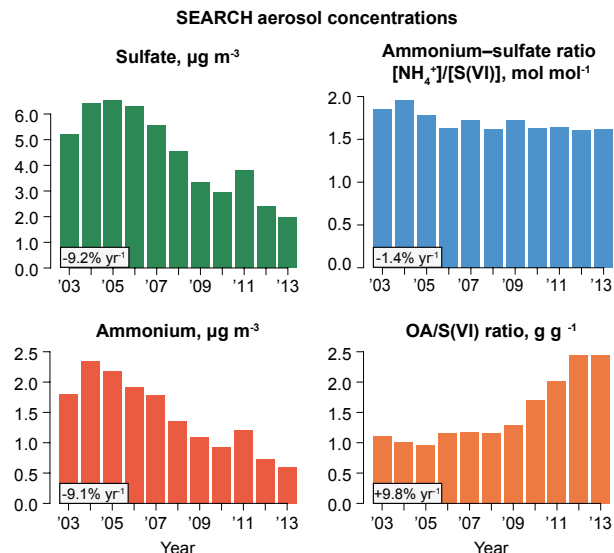 SEARCH aerosol concentrations
Sulfate, µg m⁻³
6.0
5.0
4.0
3.0
2.0
1.0
0.0
-9.2% yr⁻¹
'03 '05 '07 '09 '11 '13
Ammonium–sulfate ratio
[NH₄⁺]/[S(VI)], mol mol⁻¹
2.0
1.5
1.0
0.5
0.0
-1.4% yr⁻¹
'03 '05 '07 '09 '11 '13
Ammonium, µg m⁻³
2.5
2.0
1.5
1.0
0.5
0.0
-9.1% yr⁻¹
'03 '05 '07 '09 '11 '13
Year
OA/S(VI) ratio, g g ⁻¹
2.5
2.0
1.5
1.0
0.5
0.0
+9.8% yr⁻¹
'03 '05 '07 '09 '11 '13
Year